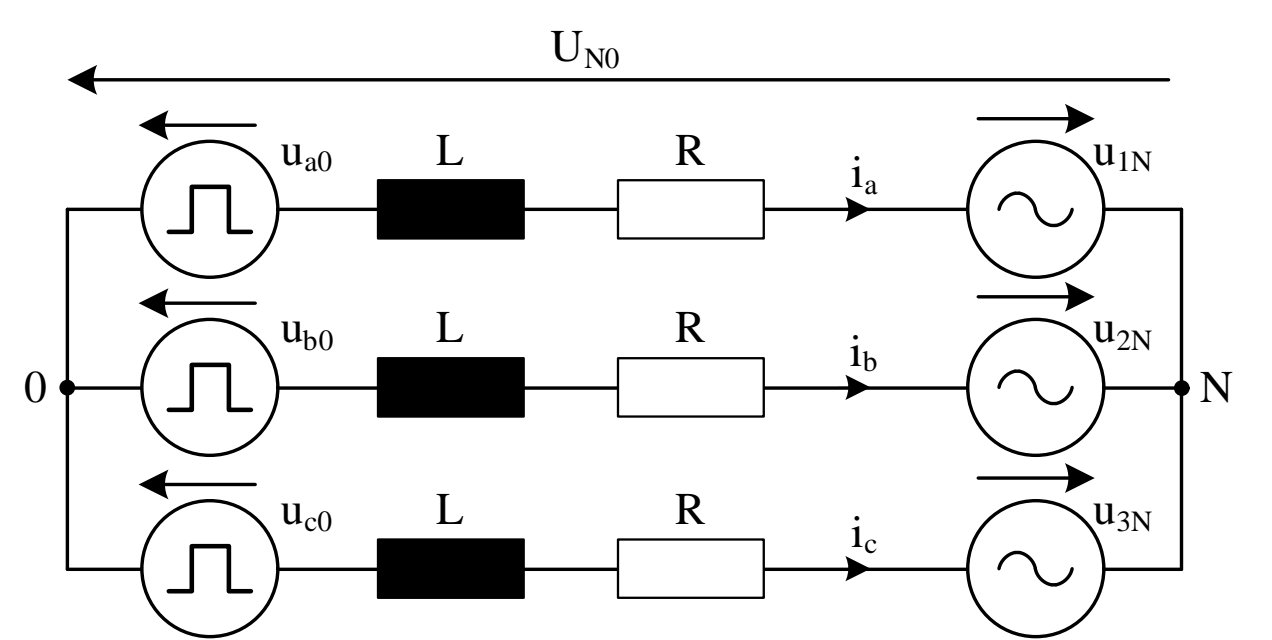 U_N0
u_a0 L R i_a u_1N
u_b0 L R i_b u_2N
0 N
u_c0 L R i_c u_3N